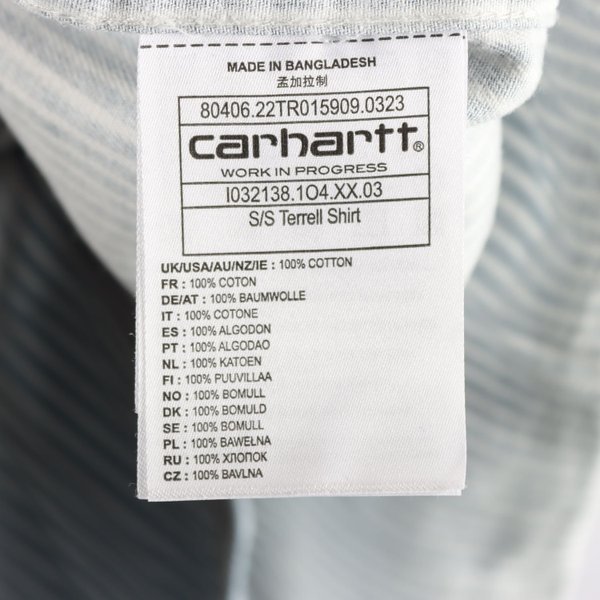 MADE IN BANGLADESH
孟加拉制
80406.22TR015909.0323
carhartt®
WORK IN PROGRESS
I032138.1O4.XX.03
S/S Terrell Shirt
UK/USA/AU/NZ/IE : 100% COTTON
FR : 100% COTON
DE/AT : 100% BAUMWOLLE
IT : 100% COTONE
ES : 100% ALGODON
PT : 100% ALGODAO
NL : 100% KATOEN
FI : 100% PUUVILLAA
NO : 100% BOMULL
DK : 100% BOMULD
SE : 100% BOMULL
PL : 100% BAWEŁNA
RU : 100% ХЛОПОК
CZ : 100% BAVLNA